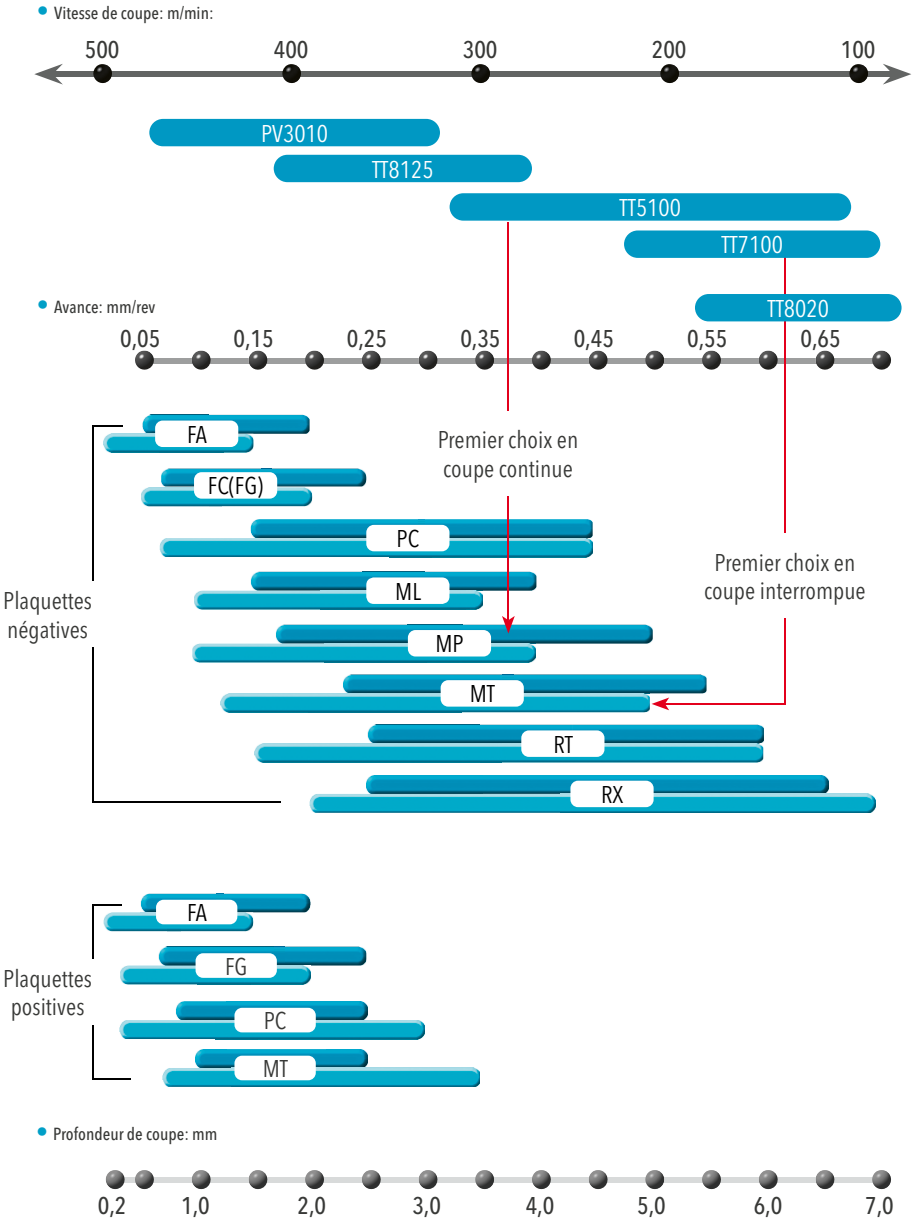 • Vitesse de coupe: m/min:
500 400 300 200 100
PV3010
TT8125
TT5100
TT7100
TT8020
• Avance: mm/rev
0,05 0,15 0,25 0,35 0,45 0,55 0,65
Premier choix en
coupe continue
Premier choix en
coupe interrompue
Plaquettes
négatives
FA
FC(FG)
PC
ML
MP
MT
RT
RX
Plaquettes
positives
FA
FG
PC
MT
• Profondeur de coupe: mm
0,2 1,0 2,0 3,0 4,0 5,0 6,0 7,0